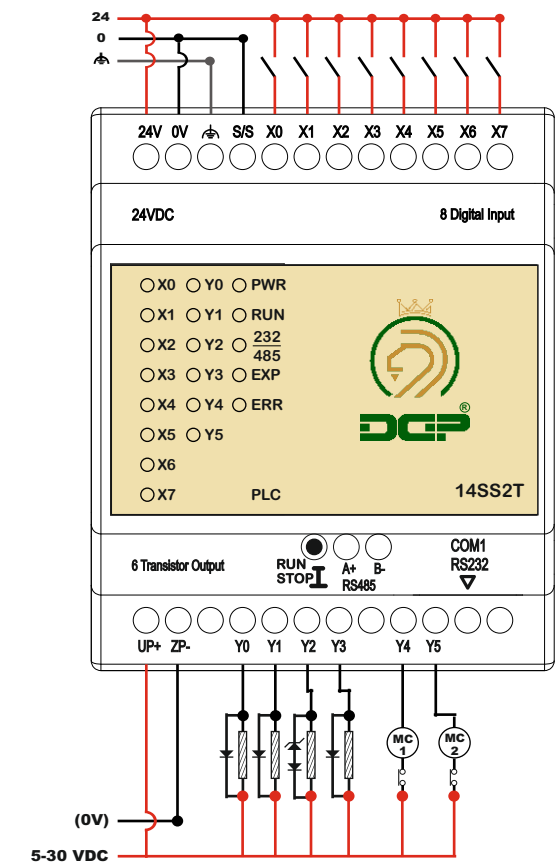 24
0
24V 0V S/S X0 X1 X2 X3 X4 X5 X6 X7
24VDC 8 Digital Input
X0 Y0 PWR
X1 Y1 RUN
X2 Y2 232
485
X3 Y3 EXP
X4 Y4 ERR
X5 Y5
X6
X7 PLC
DCP ®
14SS2T
6 Transistor Output
RUN
STOP
A+ B-
RS485
COM1
RS232
UP+ ZP- Y0 Y1 Y2 Y3 Y4 Y5
MC
1
MC
2
(0V)
5-30 VDC